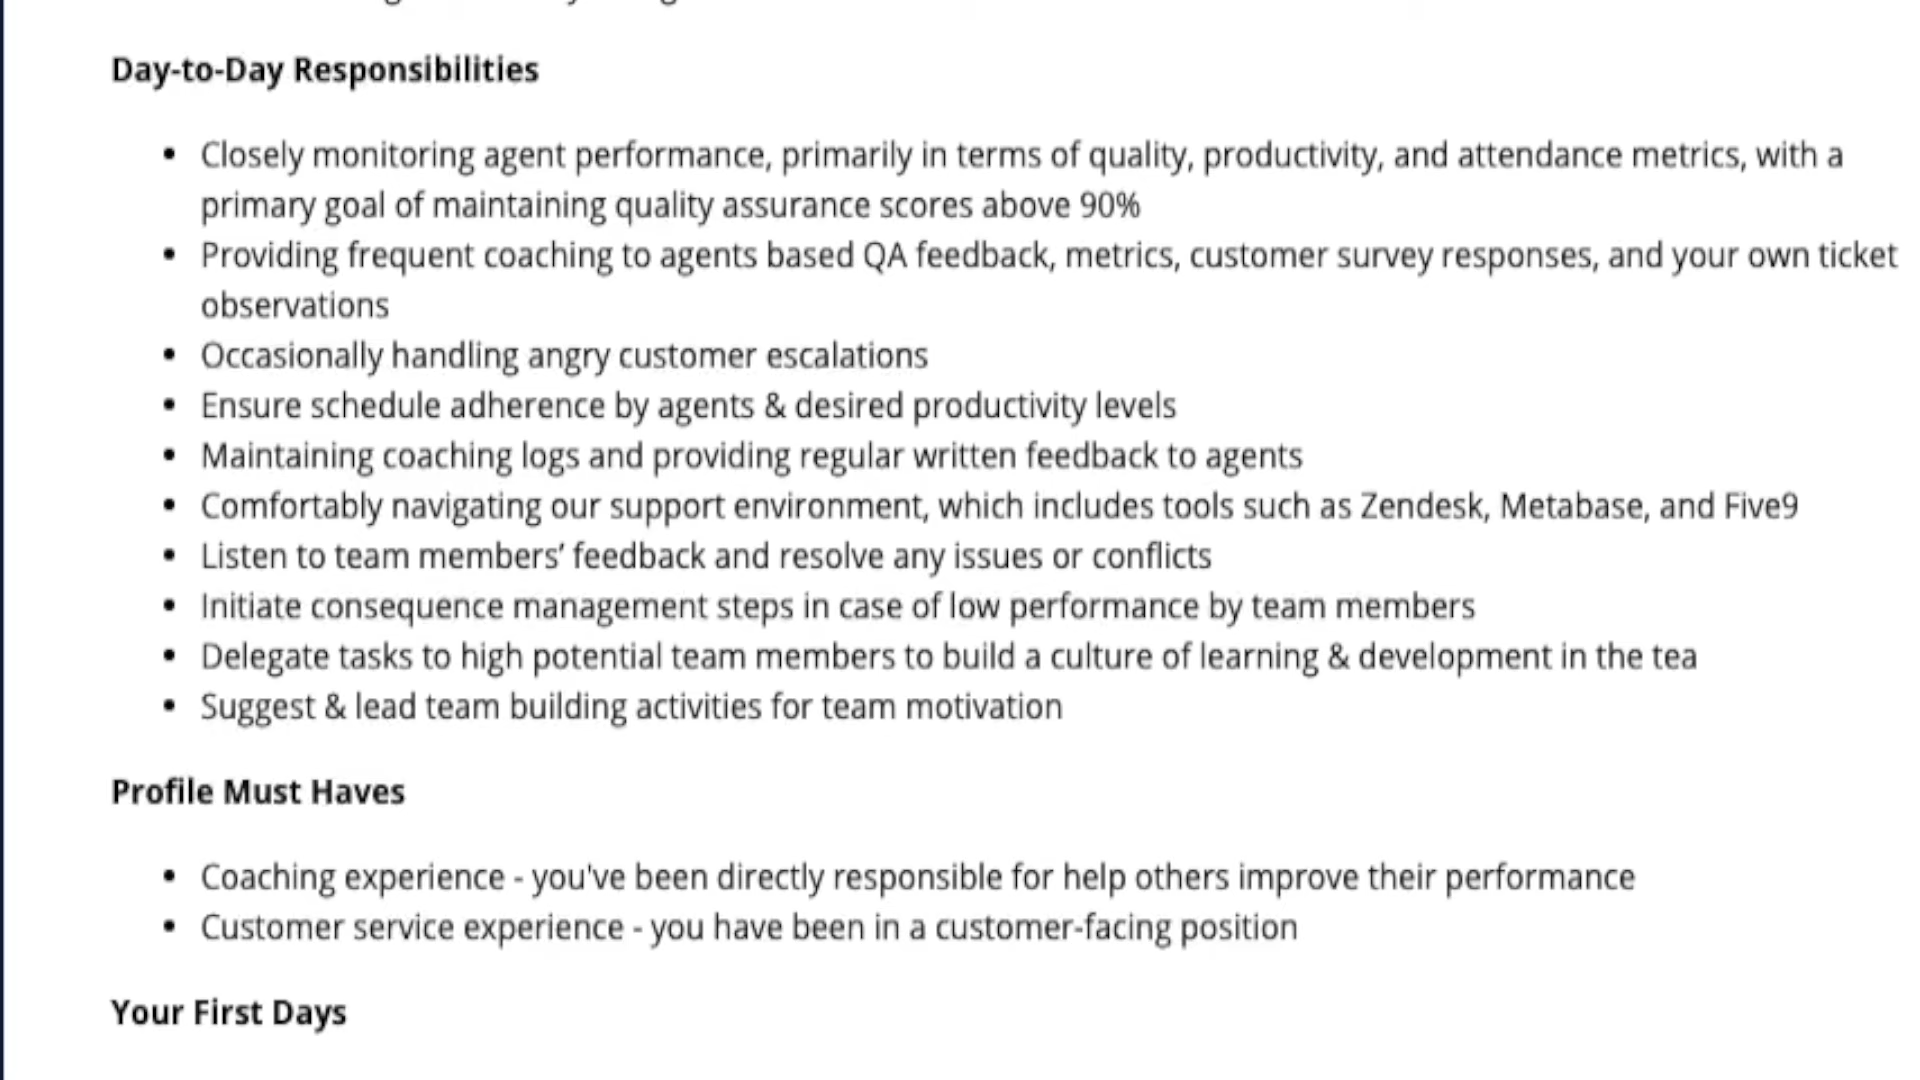 Day-to-Day Responsibilities
• Closely monitoring agent performance, primarily in terms of quality, productivity, and attendance metrics, with a
primary goal of maintaining quality assurance scores above 90%
• Providing frequent coaching to agents based QA feedback, metrics, customer survey responses, and your own ticket
observations
• Occasionally handling angry customer escalations
• Ensure schedule adherence by agents & desired productivity levels
• Maintaining coaching logs and providing regular written feedback to agents
• Comfortably navigating our support environment, which includes tools such as Zendesk, Metabase, and Five9
• Listen to team members’ feedback and resolve any issues or conflicts
• Initiate consequence management steps in case of low performance by team members
• Delegate tasks to high potential team members to build a culture of learning & development in the tea
• Suggest & lead team building activities for team motivation
Profile Must Haves
• Coaching experience - you've been directly responsible for help others improve their performance
• Customer service experience - you have been in a customer-facing position
Your First Days